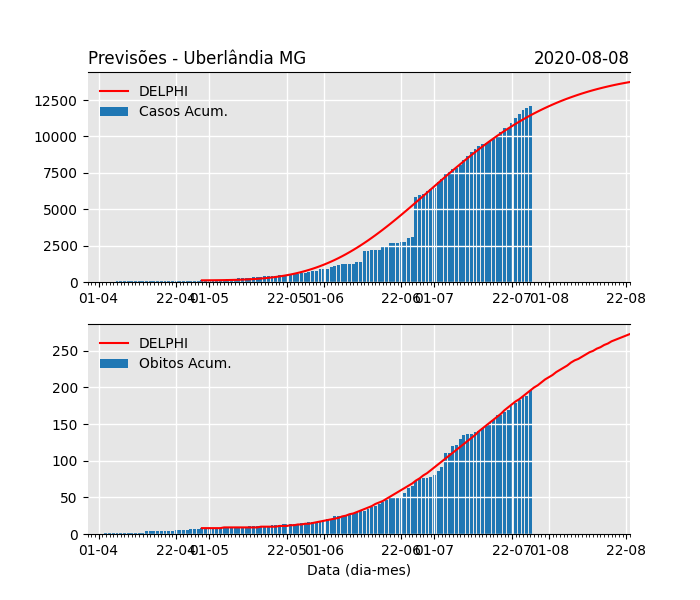 Previsões - Uberlândia MG 2020-08-08
DELPHI
Casos Acum.
12500
10000
7500
5000
2500
0
01-04 22-04 01-05 22-05 01-06 22-06 01-07 22-07 01-08 22-08
DELPHI
Obitos Acum.
250
200
150
100
50
0
01-04 22-04 01-05 22-05 01-06 22-06 01-07 22-07 01-08 22-08
Data (dia-mes)